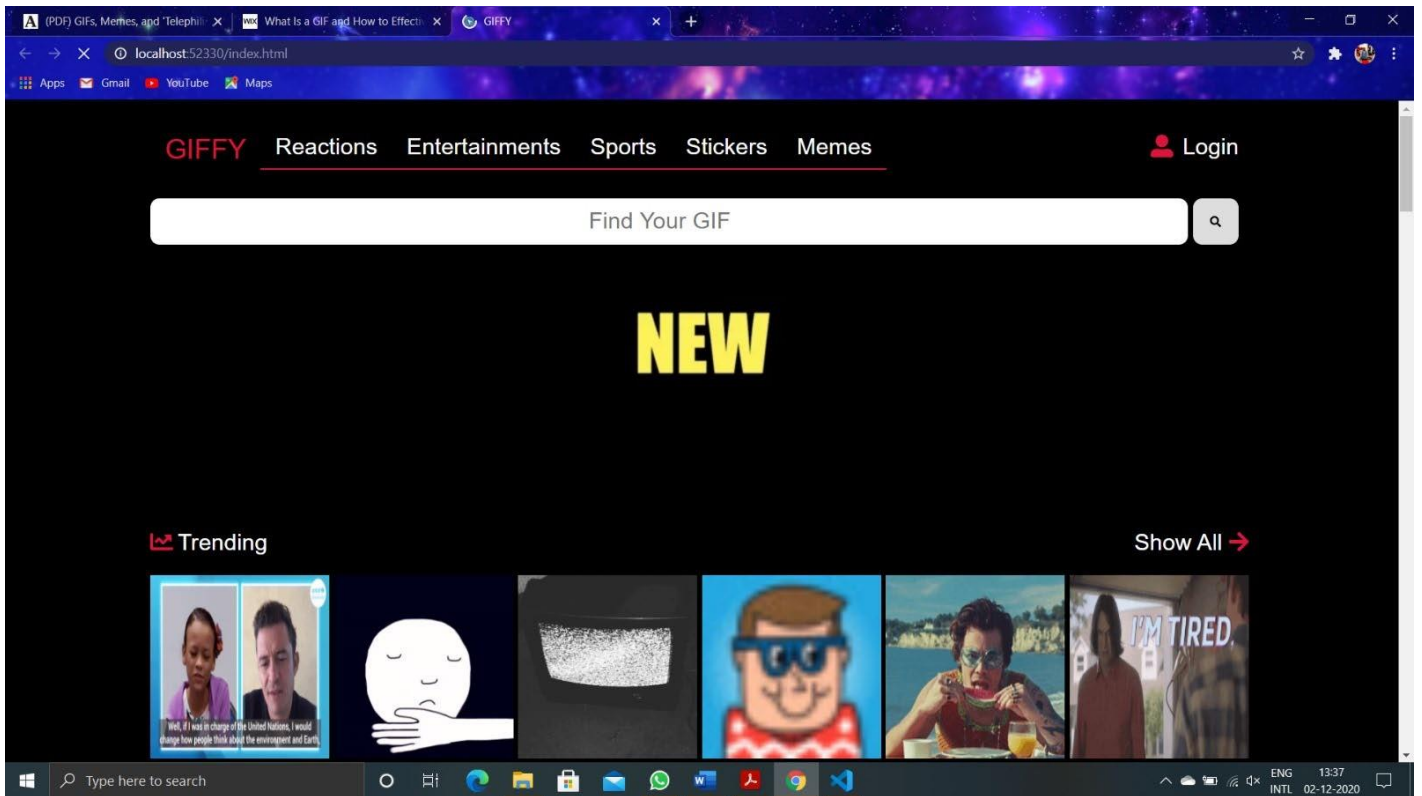 (PDF) GIFs, Memes, and 'Telephili
What Is a GIF and How to Effecti
GIFFY
localhost:52330/index.html
Apps Gmail YouTube Maps
GIFFY Reactions Entertainments Sports Stickers Memes Login
Find Your GIF
NEW
Trending Show All
I'M TIRED.
Well, if I was in charge of the United Nations, I would
change how people think about the environment and Earth,
Type here to search
ENG 13:37
INTL 02-12-2020